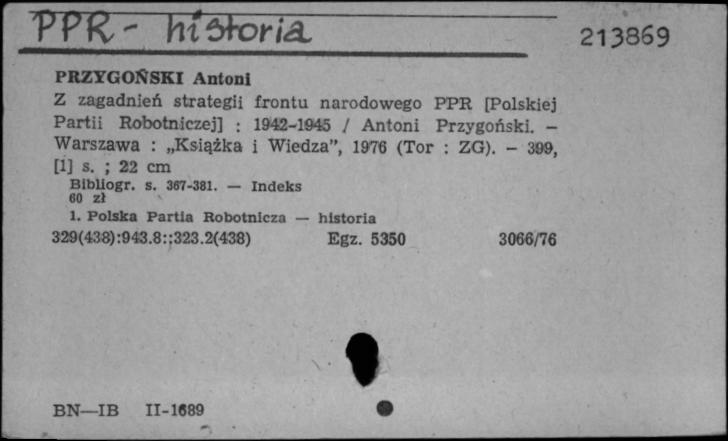 PPR - historia
213869
PRZYGOŃSKI Antoni
Z zagadnień strategii frontu narodowego PPR [Polskiej
Partii Robotniczej] : 1942-1945 / Antoni Przygoński. —
Warszawa : „Książka i Wiedza”, 1976 (Tor : ZG). — 399,
[1] s. ; 22 cm
Bibliogr. s. 367-381. — Indeks
60 zł
1. Polska Partia Robotnicza — historia
329(438):943.8::323.2(438) Egz. 5350 3066/76
BN—IB II-1689